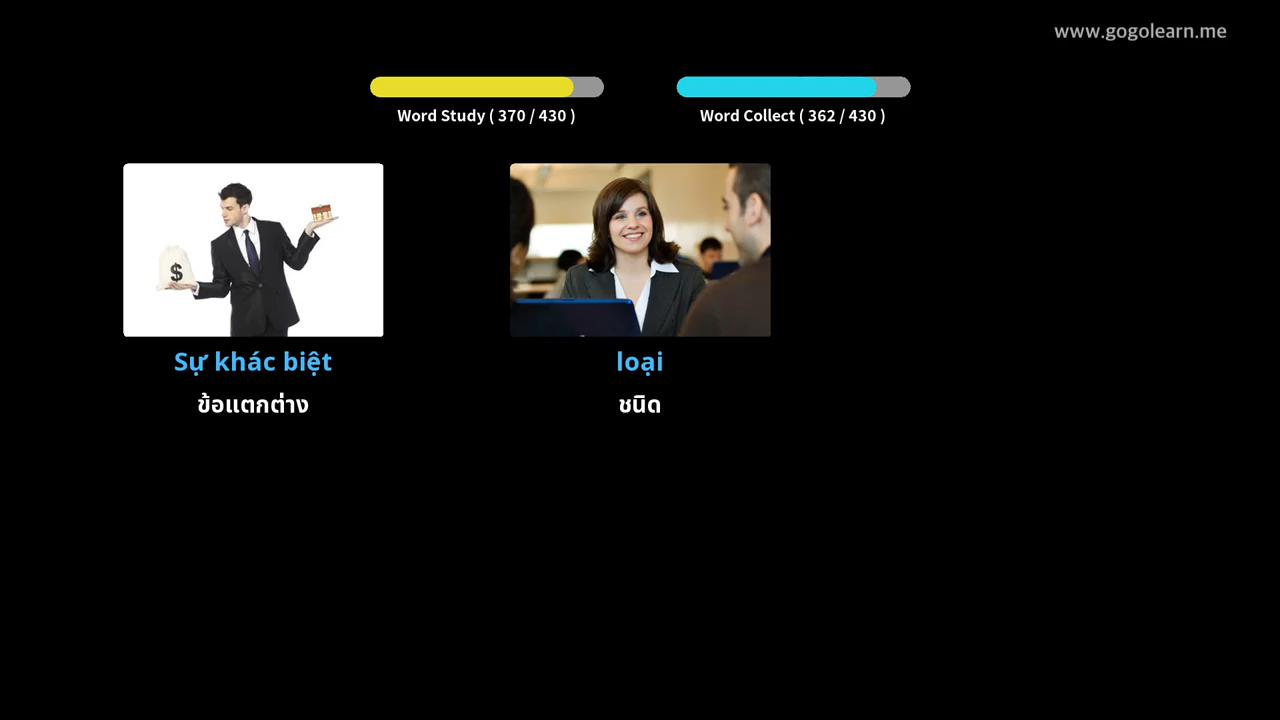 www.gogolearn.me
Word Study ( 370 / 430 )
Word Collect ( 362 / 430 )
$
Sự khác biệt
loại
ข้อแตกต่าง
ชนิด